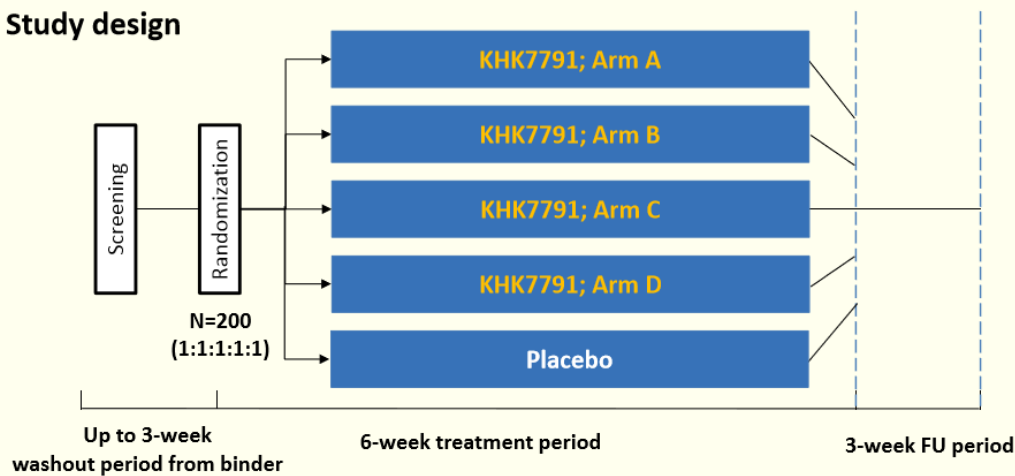 Study design
KHK7791; Arm A
KHK7791; Arm B
Screening
Randomization
KHK7791; Arm C
KHK7791; Arm D
N=200
(1:1:1:1:1)
Placebo
Up to 3-week
washout period from binder
6-week treatment period
3-week FU period